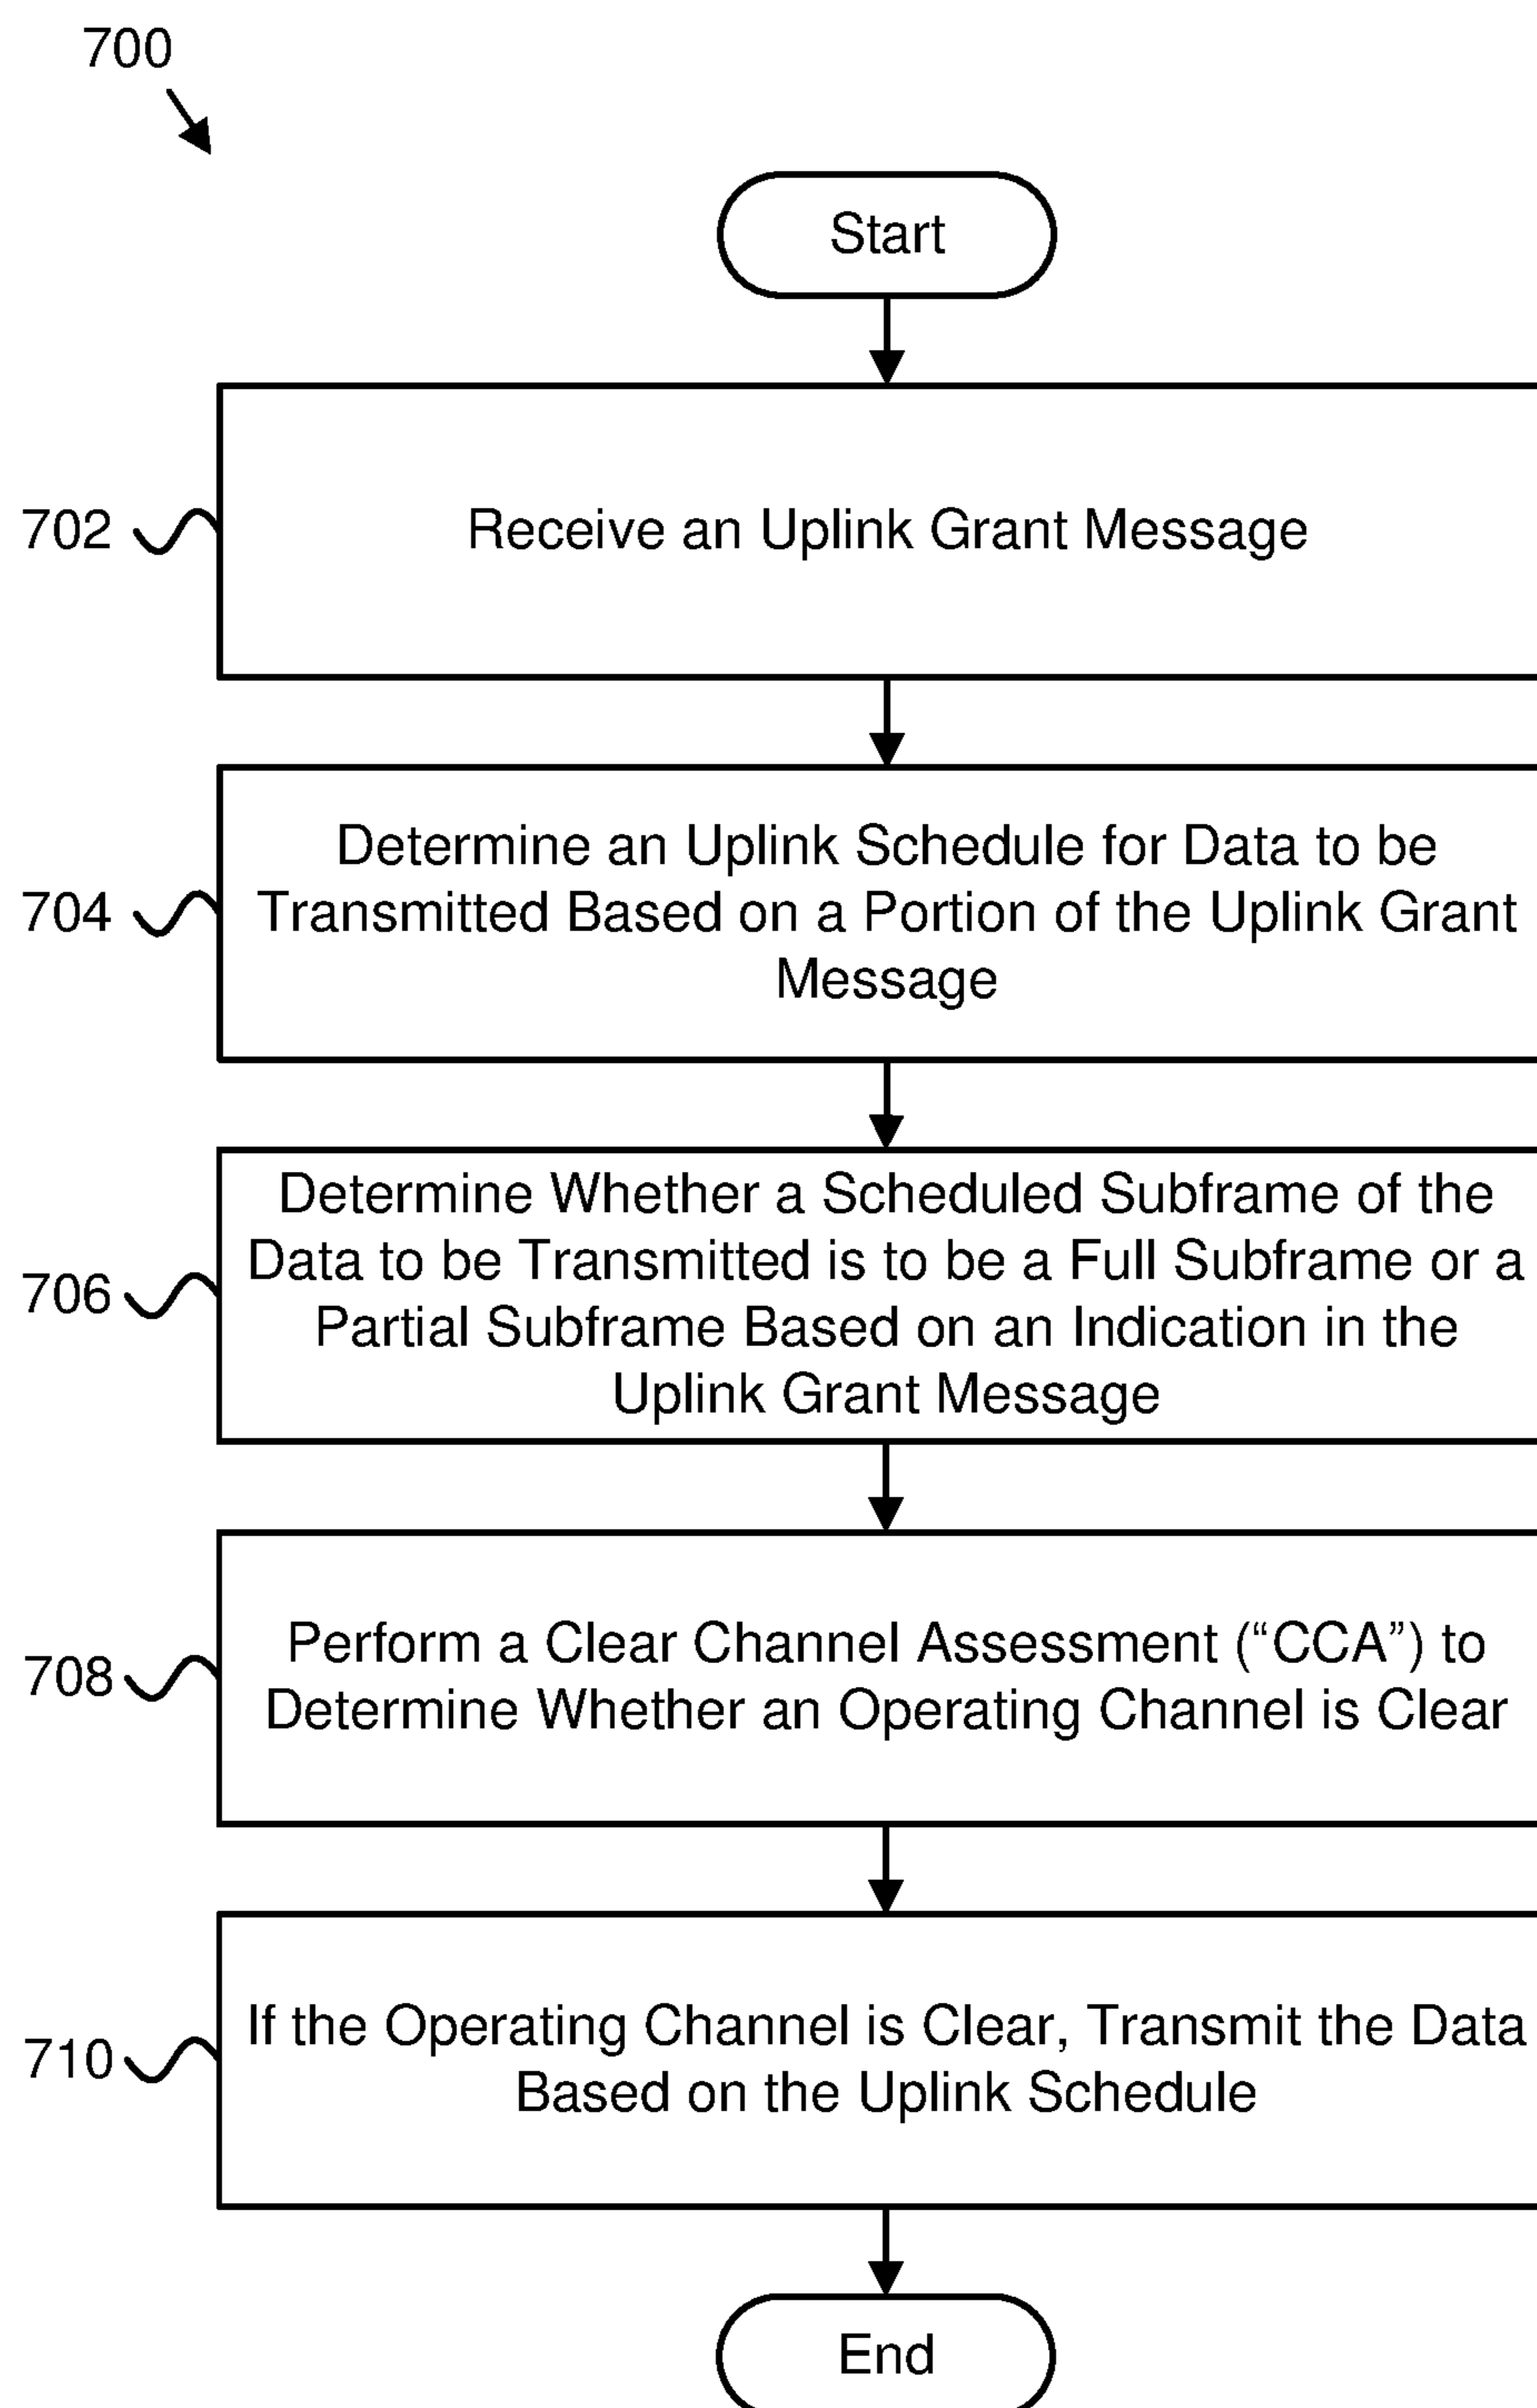 700
Start
702
Receive an Uplink Grant Message
704
Determine an Uplink Schedule for Data to be
Transmitted Based on a Portion of the Uplink Grant
Message
706
Determine Whether a Scheduled Subframe of the
Data to be Transmitted is to be a Full Subframe or a
Partial Subframe Based on an Indication in the
Uplink Grant Message
708
Perform a Clear Channel Assessment (“CCA”) to
Determine Whether an Operating Channel is Clear
710
If the Operating Channel is Clear, Transmit the Data
Based on the Uplink Schedule
End